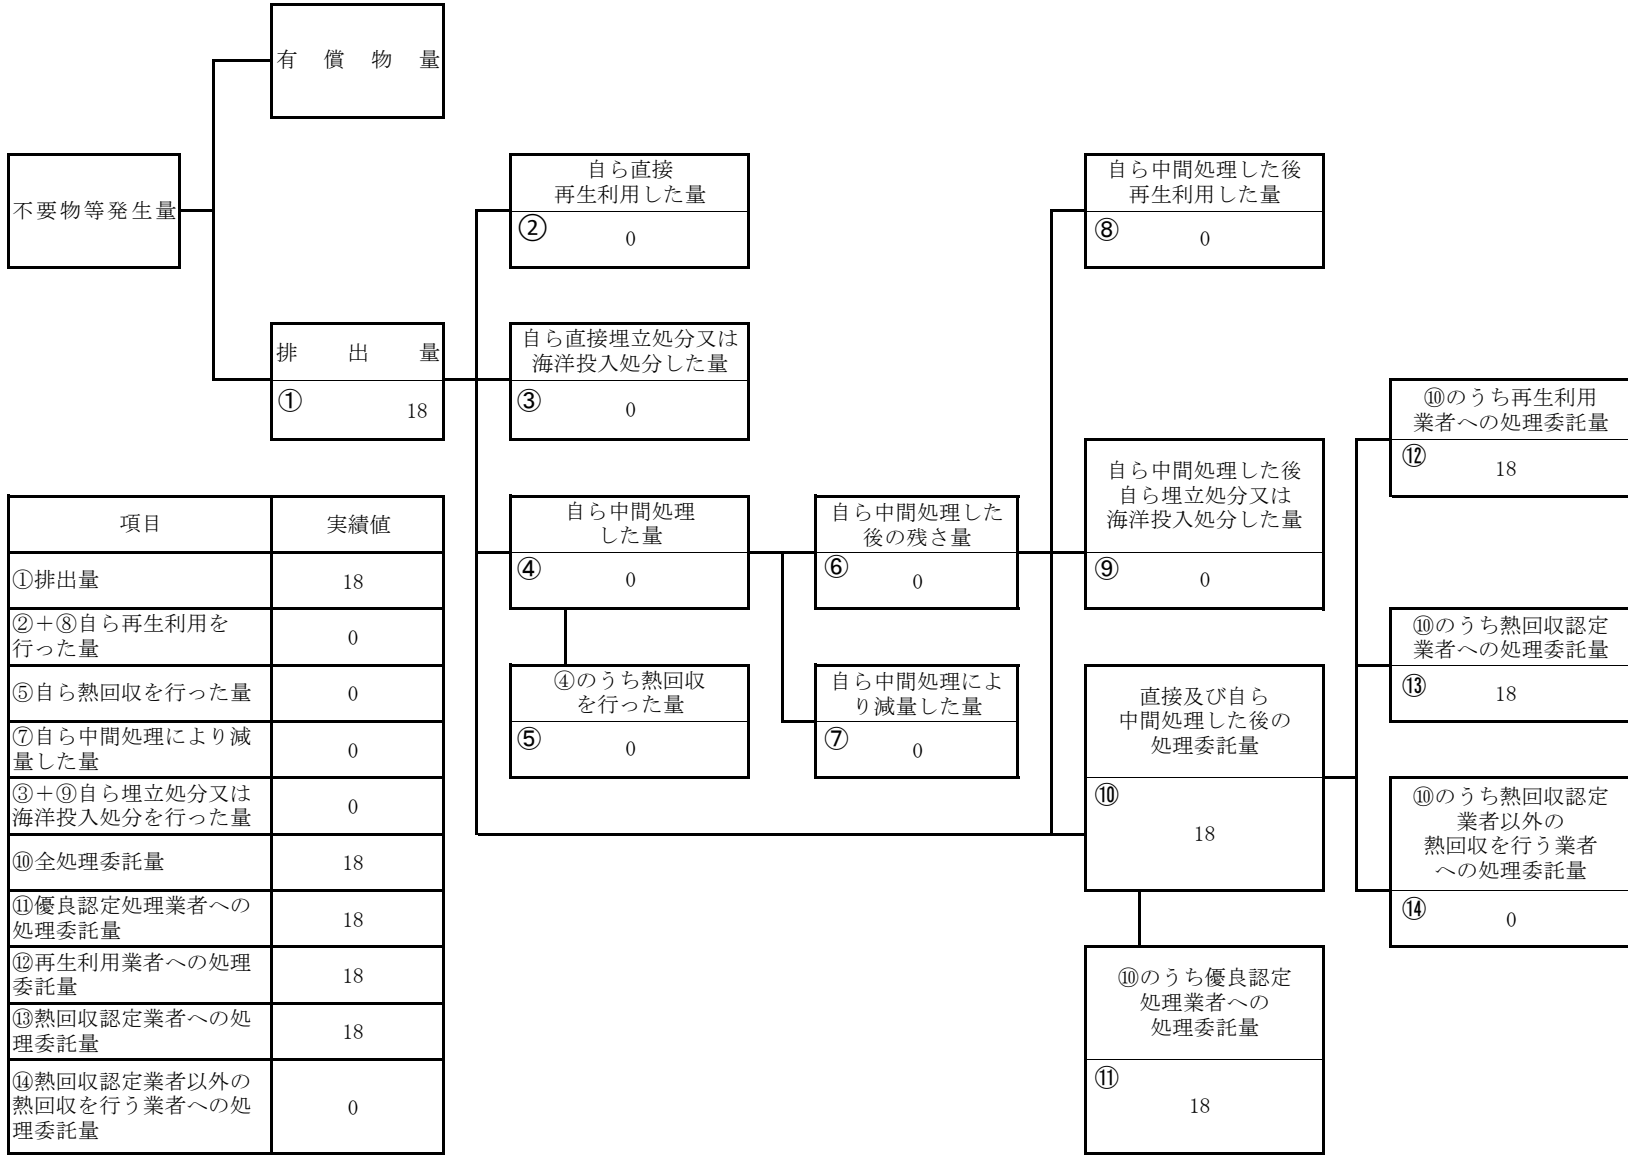 有償物量
不要物等発生量
排出量
①
18
自ら直接
再生利用した量
②
0
自ら直接埋立処分又は
海洋投入処分した量
③
0
自ら中間処理
した量
④
0
④のうち熱回収
を行った量
⑤
0
自ら中間処理した
後の残さ量
⑥
0
自ら中間処理によ
り減量した量
⑦
0
自ら中間処理した後
再生利用した量
⑧
0
自ら中間処理した後
自ら埋立処分又は
海洋投入処分した量
⑨
0
直接及び自ら
中間処理した後の
処理委託量
⑩
18
⑩のうち優良認定
処理業者への
処理委託量
⑪
18
⑩のうち再生利用
業者への処理委託量
⑫
18
⑩のうち熱回収認定
業者への処理委託量
⑬
18
⑩のうち熱回収認定
業者以外の
熱回収を行う業者
への処理委託量
⑭
0
項目 実績値
①排出量 18
②＋⑧自ら再生利用を
行った量
0
⑤自ら熱回収を行った量 0
⑦自ら中間処理により減
量した量
0
③＋⑨自ら埋立処分又は
海洋投入処分を行った量
0
⑩全処理委託量 18
⑪優良認定処理業者への
処理委託量
18
⑫再生利用業者への処理
委託量
18
⑬熱回収認定業者への処
理委託量
18
⑭熱回収認定業者以外の
熱回収を行う業者への処
理委託量
0